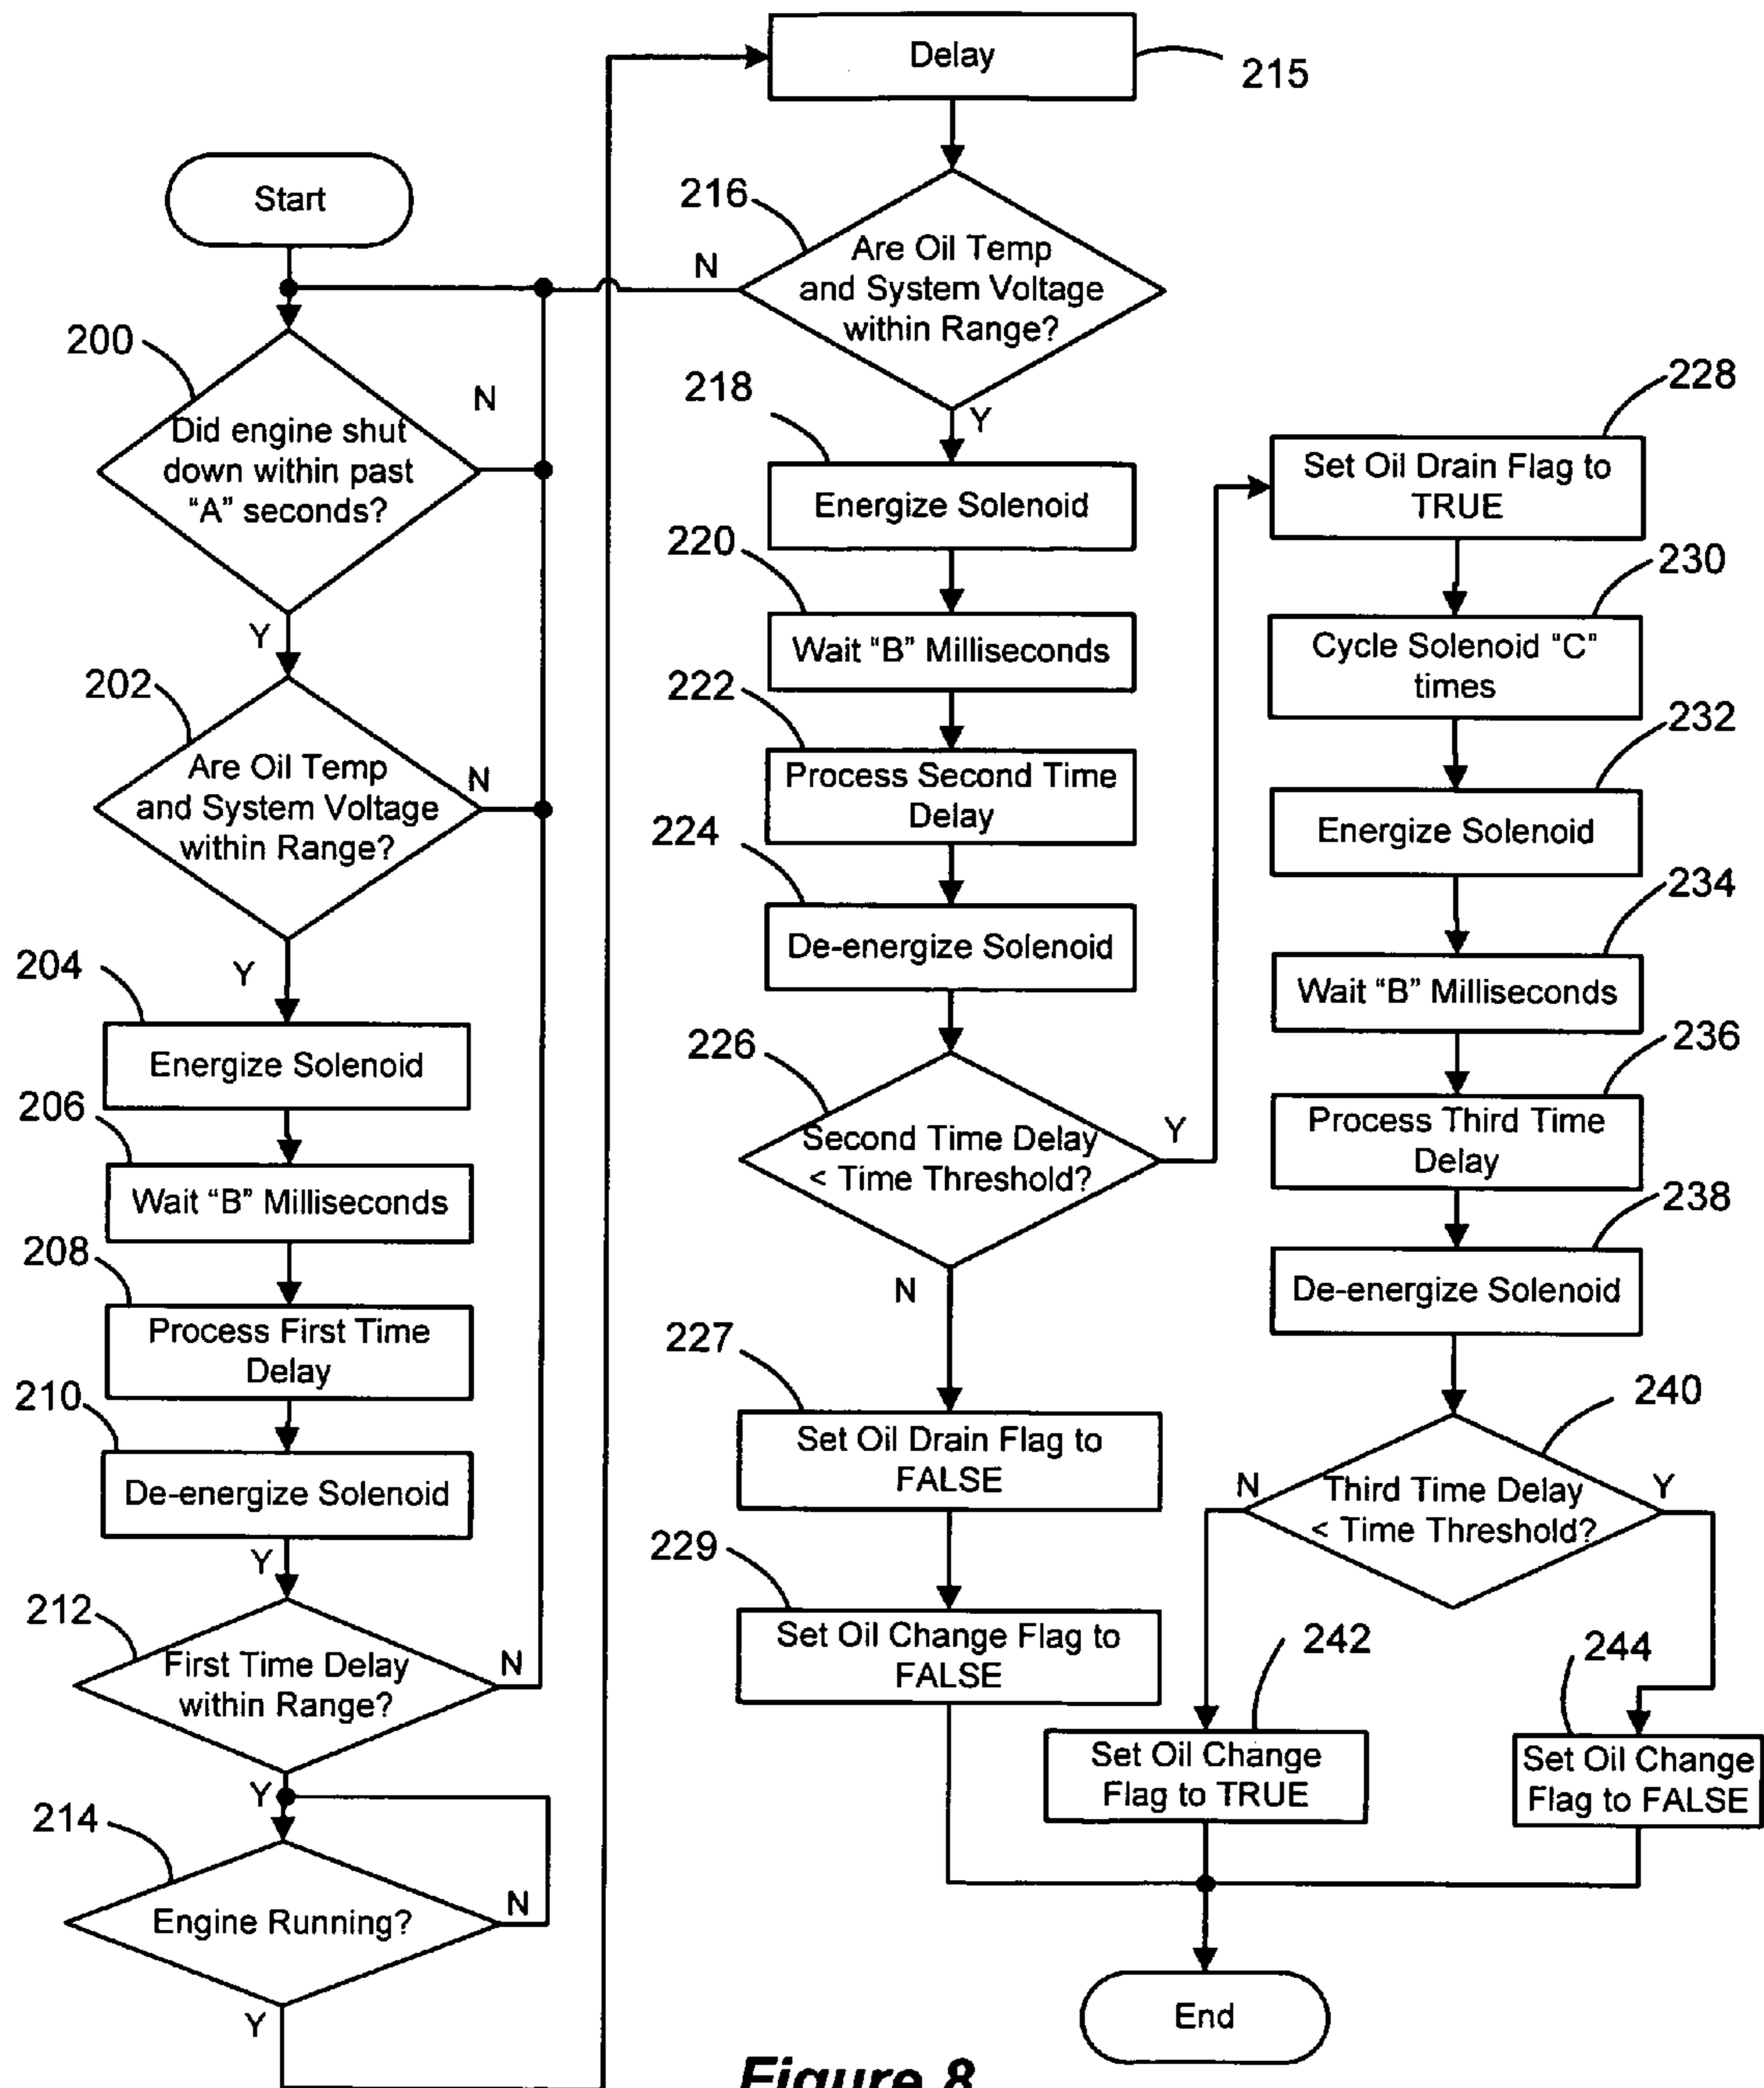 Delay
215
Start
216
Are Oil Temp
and System Voltage
within Range?
N
Y
200
Did engine shut
down within past
"A" seconds?
N
Y
202
Are Oil Temp
and System Voltage
within Range?
N
Y
204
Energize Solenoid
206
Wait "B" Milliseconds
208
Process First Time
Delay
210
De-energize Solenoid
Y
212
First Time Delay
within Range?
N
Y
214
Engine Running?
N
Y
218
Energize Solenoid
220
Wait "B" Milliseconds
222
Process Second Time
Delay
224
De-energize Solenoid
226
Second Time Delay
< Time Threshold?
Y
N
227
Set Oil Drain Flag to
FALSE
229
Set Oil Change Flag to
FALSE
228
Set Oil Drain Flag to
TRUE
230
Cycle Solenoid "C"
times
232
Energize Solenoid
234
Wait "B" Milliseconds
236
Process Third Time
Delay
238
De-energize Solenoid
240
Third Time Delay
< Time Threshold?
N
Y
242
Set Oil Change
Flag to TRUE
244
Set Oil Change
Flag to FALSE
End
Figure 8